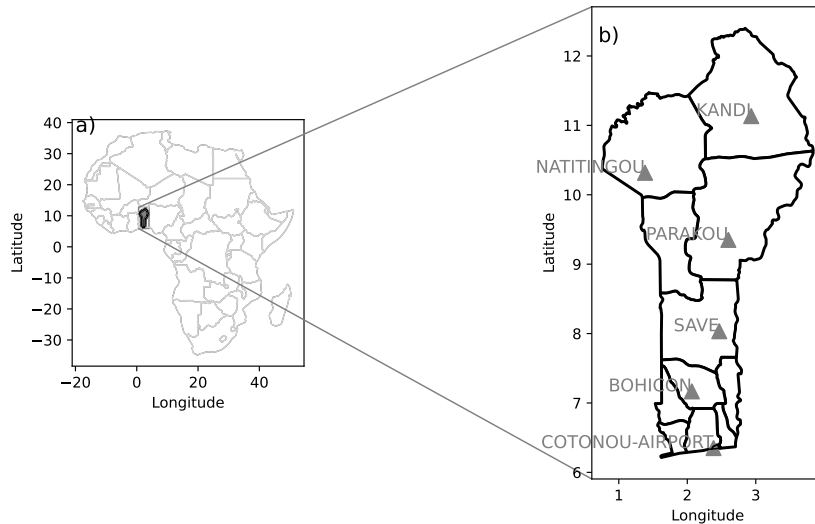 a)
40
30
20
10
0
−10
−20
−30
Latitude
−20
0
20
40
Longitude
b)
12
11
10
9
8
7
6
Latitude
KANDI
NATITINGOU
PARAKOU
SAVE
BOHICON
COTONOU-AIRPORT
1
2
3
Longitude